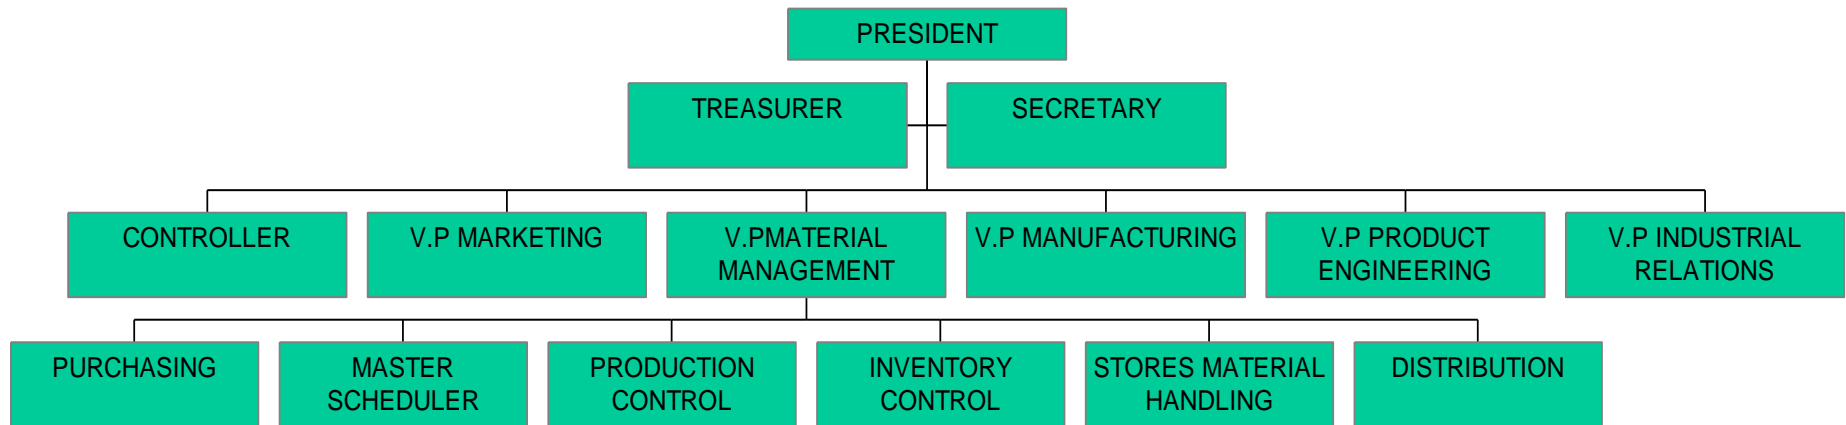 PRESIDENT
TREASURER
SECRETARY
CONTROLLER
V.P MARKETING
V.PMATERIAL
MANAGEMENT
V.P MANUFACTURING
V.P PRODUCT
ENGINEERING
V.P INDUSTRIAL
RELATIONS
PURCHASING
MASTER
SCHEDULER
PRODUCTION
CONTROL
INVENTORY
CONTROL
STORES MATERIAL
HANDLING
DISTRIBUTION